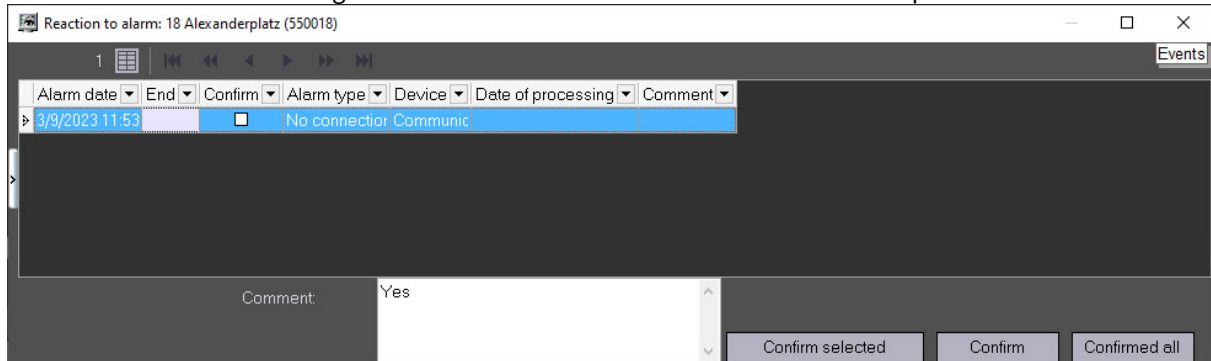 Reaction to alarm: 18 Alexanderplatz (550018)
1
Events
Alarm date End Confirm Alarm type Device Date of processing Comment
3/9/2023 11:53 No connection Communic
Comment: Yes
Confirm selected Confirm Confirmed all